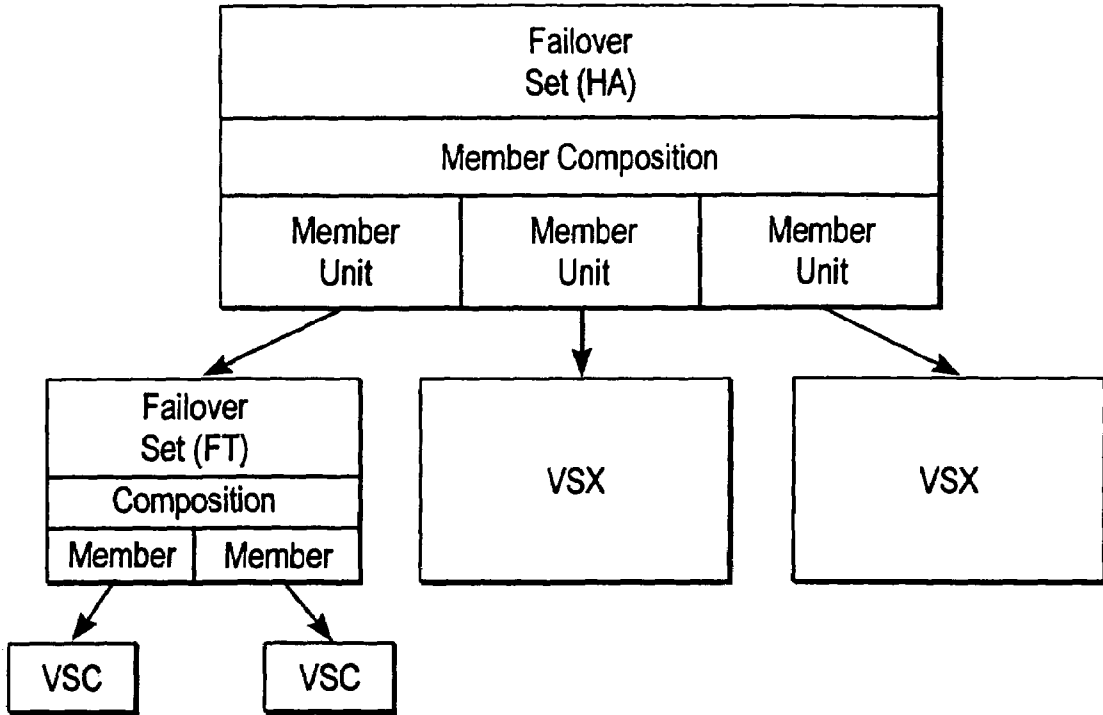 Failover
Set (HA)
Member Composition
Member
Unit
Member
Unit
Member
Unit
Failover
Set (FT)
Composition
Member
Member
VSX
VSX
VSC
VSC